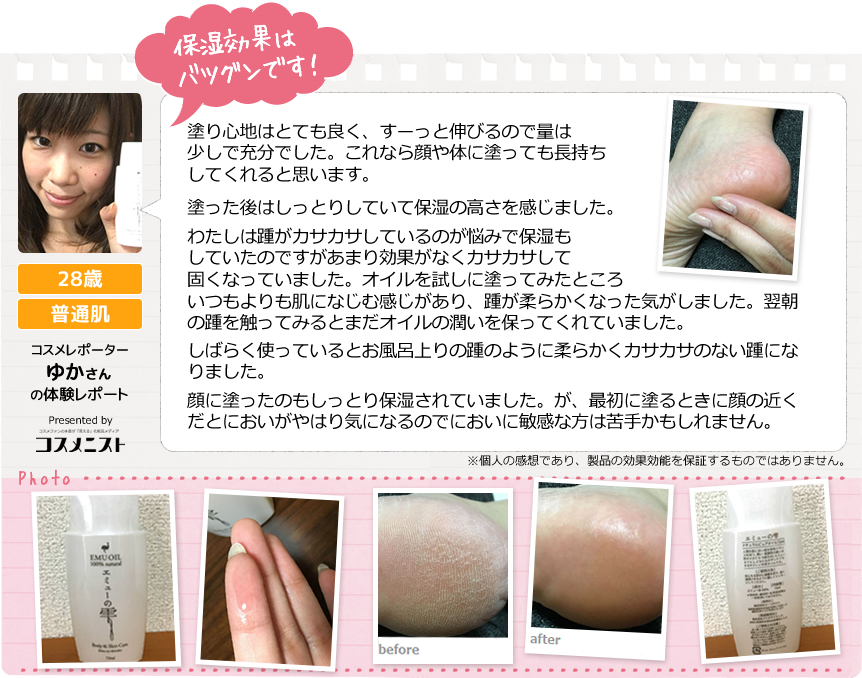 保湿効果は
バツグンです!
塗り心地はとても良く、すーっと伸びるので量は
少しで充分でした。これなら顔や体に塗っても長持ち
してくれると思います。
塗った後はしっとりしていて保湿の高さを感じました。
わたしは踵がカサカサしているのが悩みで保湿も
していたのですがあまり効果がなくカサカサして
固くなっていました。オイルを試しに塗ってみたところ
いつもよりも肌になじむ感じがあり、踵が柔らかくなった気がしました。翌朝
の踵を触ってみるとまだオイルの潤いを保ってくれていました。
しばらく使っているとお風呂上りの踵のように柔らかくカサカサのない踵にな
りました。
顔に塗ったのもしっとり保湿されていました。が、最初に塗るときに顔の近く
だとにおいがやはり気になるのでにおいに敏感な方は苦手かもしれません。
28歳
普通肌
コスメレポーター
ゆかさん
の体験レポート
Presented by
コスメニスト
※個人の感想であり、製品の効果効能を保証するものではありません。
Photo
EMU OIL
100% natural
エミューの雫
Body & Skin Care
before
after
エミューの雫